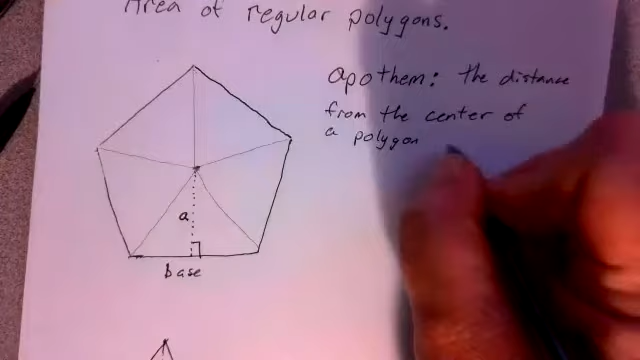 Area of regular polygons.
apothem: the distance
from the center of
a polygon
a
base